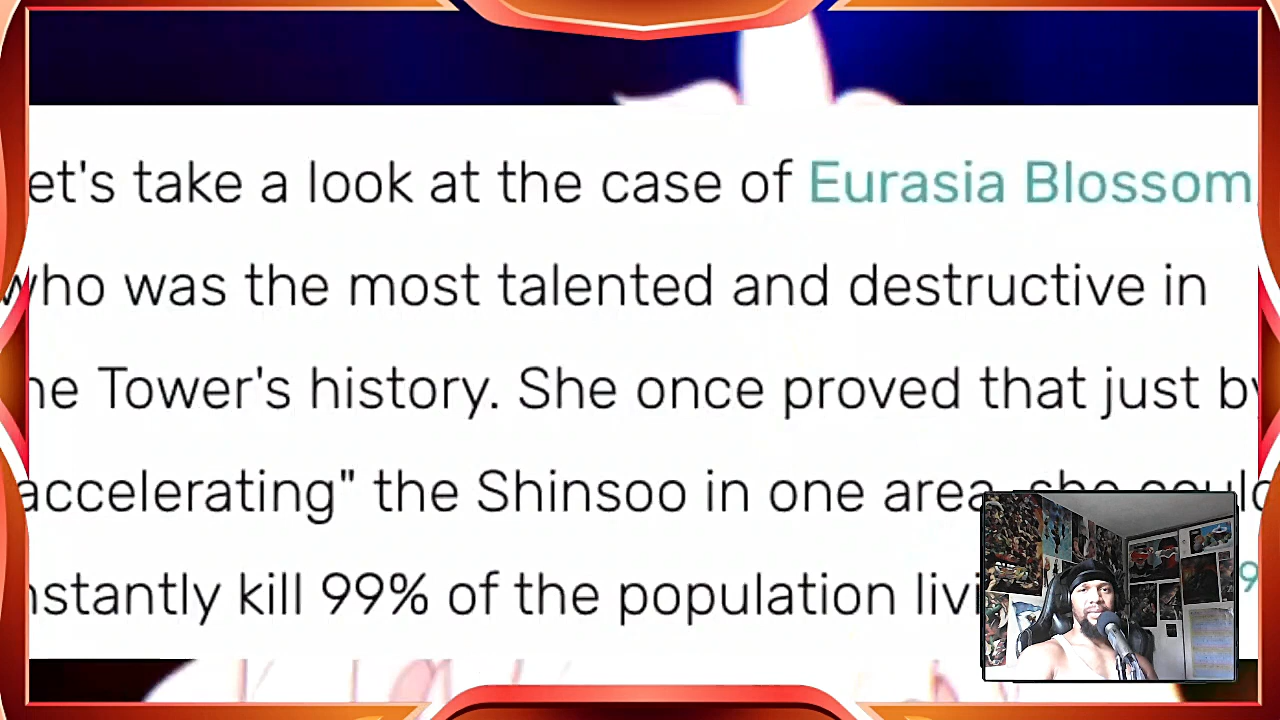 et's take a look at the case of Eurasia Blossom,
who was the most talented and destructive in
he Tower's history. She once proved that just by
accelerating" the Shinsoo in one area, she could
nstantly kill 99% of the population livi